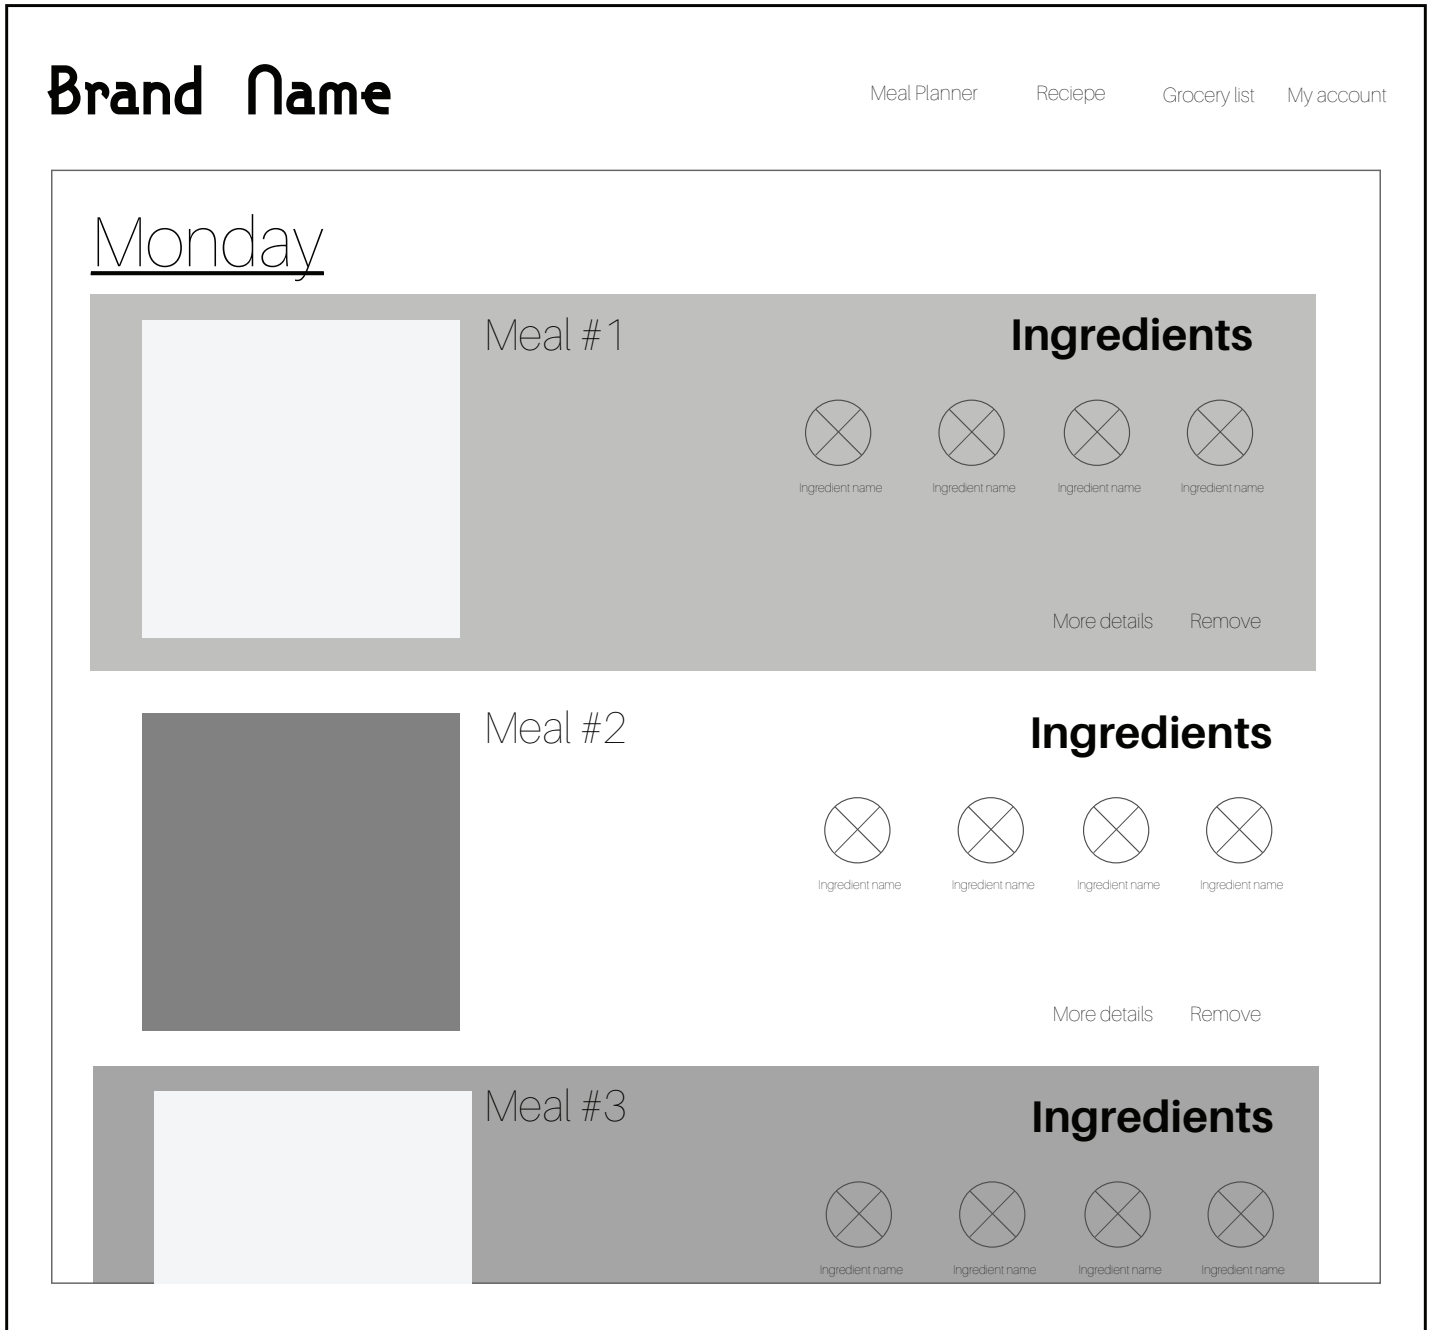 Brand Name
Meal Planner Reciepe Grocery list My account
Monday
Meal #1 Ingredients
Ingredient name Ingredient name Ingredient name Ingredient name
More details Remove
Meal #2 Ingredients
Ingredient name Ingredient name Ingredient name Ingredient name
More details Remove
Meal #3 Ingredients
Ingredient name Ingredient name Ingredient name Ingredient name